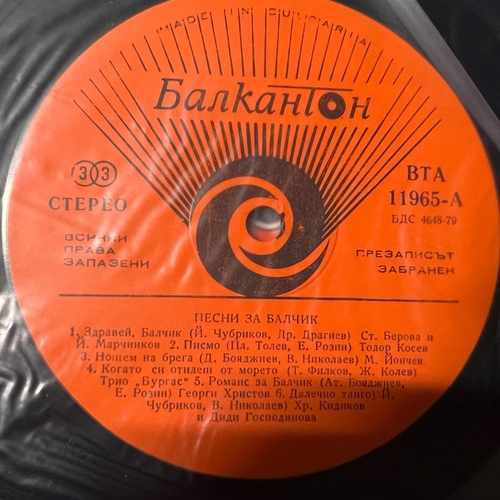 MADE IN BULGARIA
Балкантон
33
СТЕРЕО
ВСИЧКИ
ПРАВА
ЗАПАЗЕНИ
ВТА
11965-А
БДС 4648-79
ПРЕЗАПИСЪТ
ЗАБРАНЕН
ПЕСНИ ЗА БАЛЧИК
1. Здравей, Балчик (Й. Чубриков, Др. Драгиев) Ст. Берова и
Й. Марчинков 2. Писмо (Пл. Толев, Е. Розин) Тодор Косев
3. Нощем на брега (Д. Бояджиев, В. Николаев) М. Йончев
4. Когато си отидеп от морето (Т. Филков, Ж. Колев)
Трио „Бургас" 5. Романс за Балчик (Ат. Бояджиев,
Е. Розин) Георги Христов 6. Далечно танго) Й.
Чубриков, В. Николаев) Хр. Кидиков
и Диди Господинова